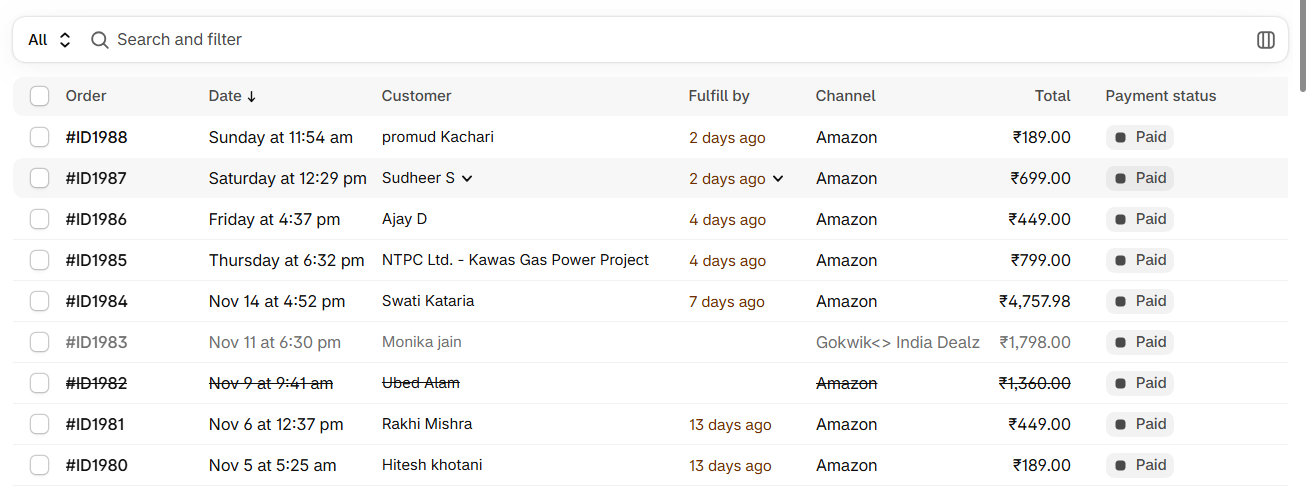 All Search and filter
Order Date ↓ Customer Fulfill by Channel Total Payment status
#ID1988 Sunday at 11:54 am promud Kachari 2 days ago Amazon ₹189.00 Paid
#ID1987 Saturday at 12:29 pm Sudheer S 2 days ago Amazon ₹699.00 Paid
#ID1986 Friday at 4:37 pm Ajay D 4 days ago Amazon ₹449.00 Paid
#ID1985 Thursday at 6:32 pm NTPC Ltd. - Kawas Gas Power Project 4 days ago Amazon ₹799.00 Paid
#ID1984 Nov 14 at 4:52 pm Swati Kataria 7 days ago Amazon ₹4,757.98 Paid
#ID1983 Nov 11 at 6:30 pm Monika jain Gokwik<> India Dealz ₹1,798.00 Paid
#ID1982 Nov 9 at 9:41 am Ubed Alam Amazon ₹1,360.00 Paid
#ID1981 Nov 6 at 12:37 pm Rakhi Mishra 13 days ago Amazon ₹449.00 Paid
#ID1980 Nov 5 at 5:25 am Hitesh khotani 13 days ago Amazon ₹189.00 Paid